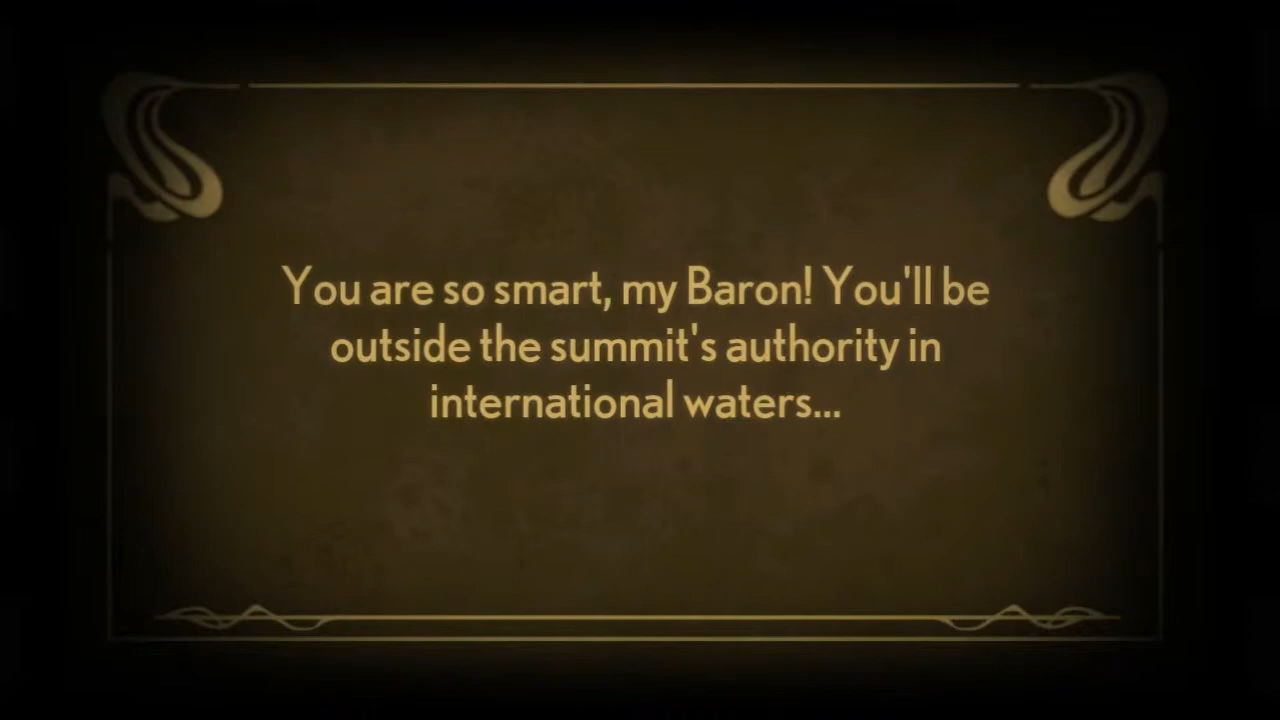 You are so smart, my Baron! You'll be
outside the summit's authority in
international waters...